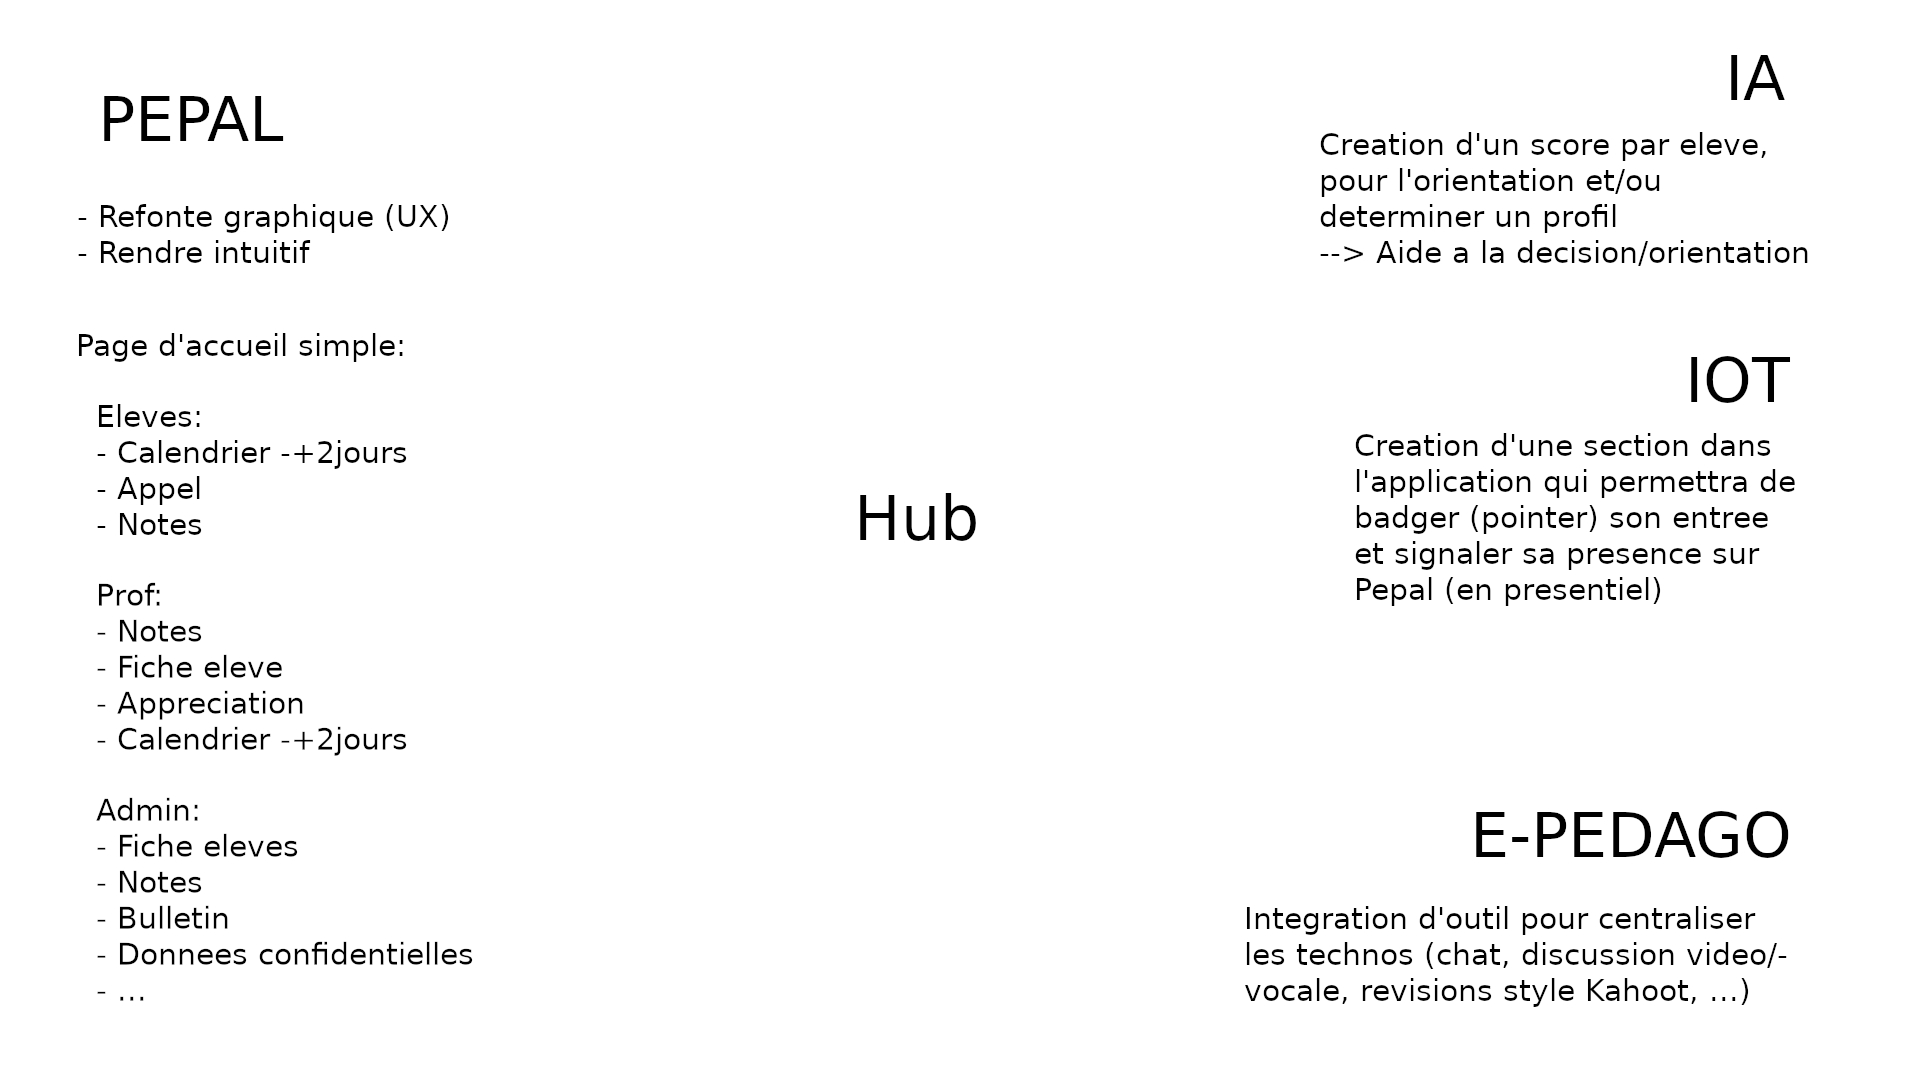 PEPAL
- Refonte graphique (UX)
- Rendre intuitif
Page d'accueil simple:
Eleves:
- Calendrier -+2jours
- Appel
- Notes
Prof:
- Notes
- Fiche eleve
- Appreciation
- Calendrier -+2jours
Admin:
- Fiche eleves
- Notes
- Bulletin
- Donnees confidentielles
- ...
Hub
IA
Creation d'un score par eleve,
pour l'orientation et/ou
determiner un profil
--> Aide a la decision/orientation
IOT
Creation d'une section dans
l'application qui permettra de
badger (pointer) son entree
et signaler sa presence sur
Pepal (en presentiel)
E-PEDAGO
Integration d'outil pour centraliser
les technos (chat, discussion video/-
vocale, revisions style Kahoot, ...)